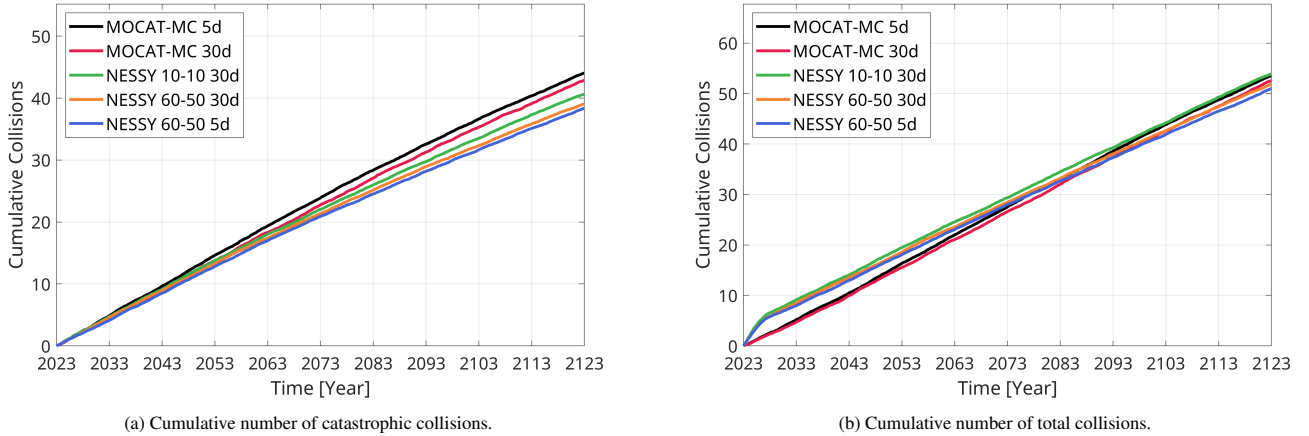 MOCAT-MC 5d
MOCAT-MC 30d
NESSY 10-10 30d
NESSY 60-50 30d
NESSY 60-50 5d
50
40
30
20
10
0
Cumulative Collisions
2023 2033 2043 2053 2063 2073 2083 2093 2103 2113 2123
Time [Year]
(a) Cumulative number of catastrophic collisions.
MOCAT-MC 5d
MOCAT-MC 30d
NESSY 10-10 30d
NESSY 60-50 30d
NESSY 60-50 5d
60
50
40
30
20
10
0
Cumulative Collisions
2023 2033 2043 2053 2063 2073 2083 2093 2103 2113 2123
Time [Year]
(b) Cumulative number of total collisions.